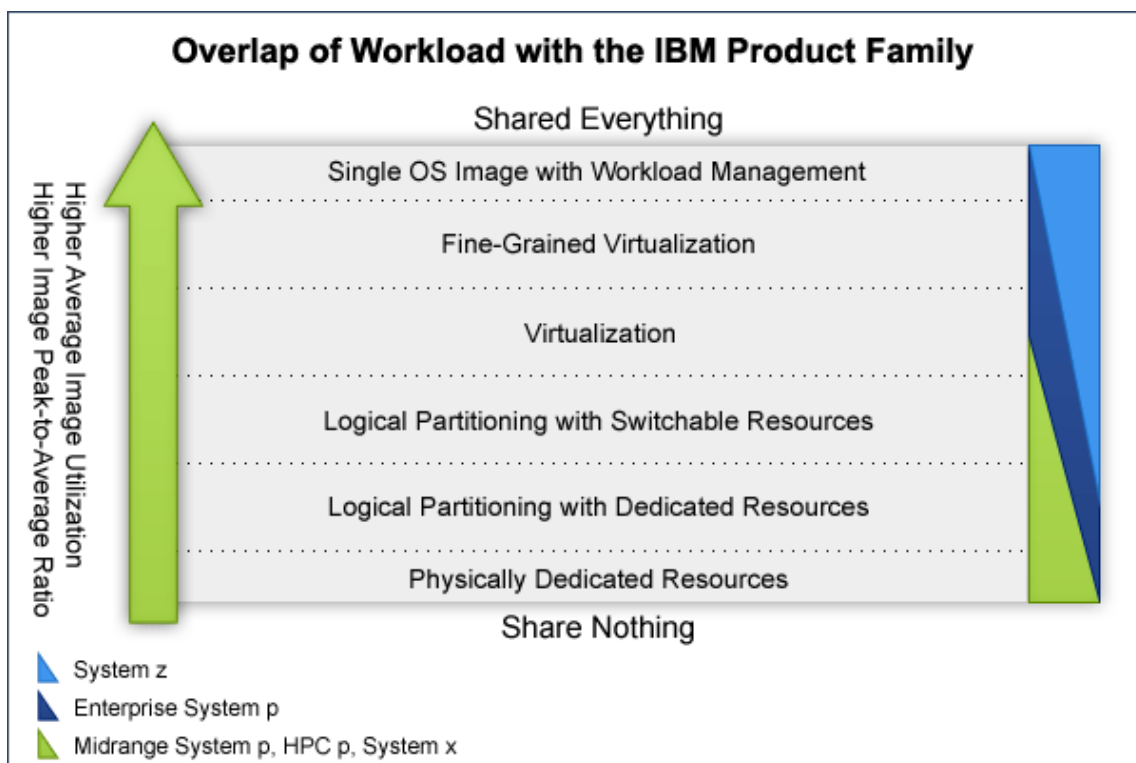 Overlap of Workload with the IBM Product Family
Shared Everything
Single OS Image with Workload Management
Fine-Grained Virtualization
Virtualization
Logical Partitioning with Switchable Resources
Logical Partitioning with Dedicated Resources
Physically Dedicated Resources
Share Nothing
Higher Average Image Utilization
Higher Image Peak-to-Average Ratio
System z
Enterprise System p
Midrange System p, HPC p, System x